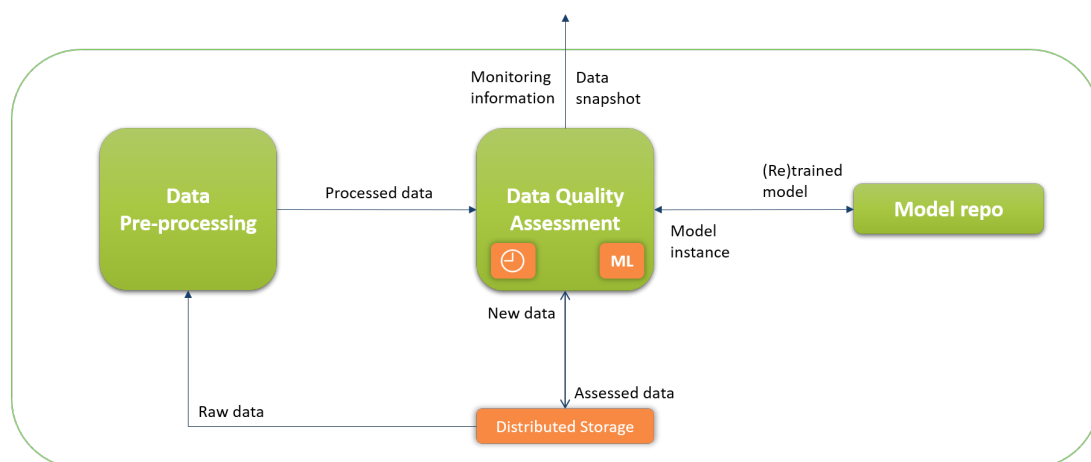 Monitoring
information
Data
snapshot
Data
Pre-processing
Processed data
Data Quality
Assessment
ML
(Re)trained
model
Model
instance
Model repo
New data
Assessed data
Raw data
Distributed Storage